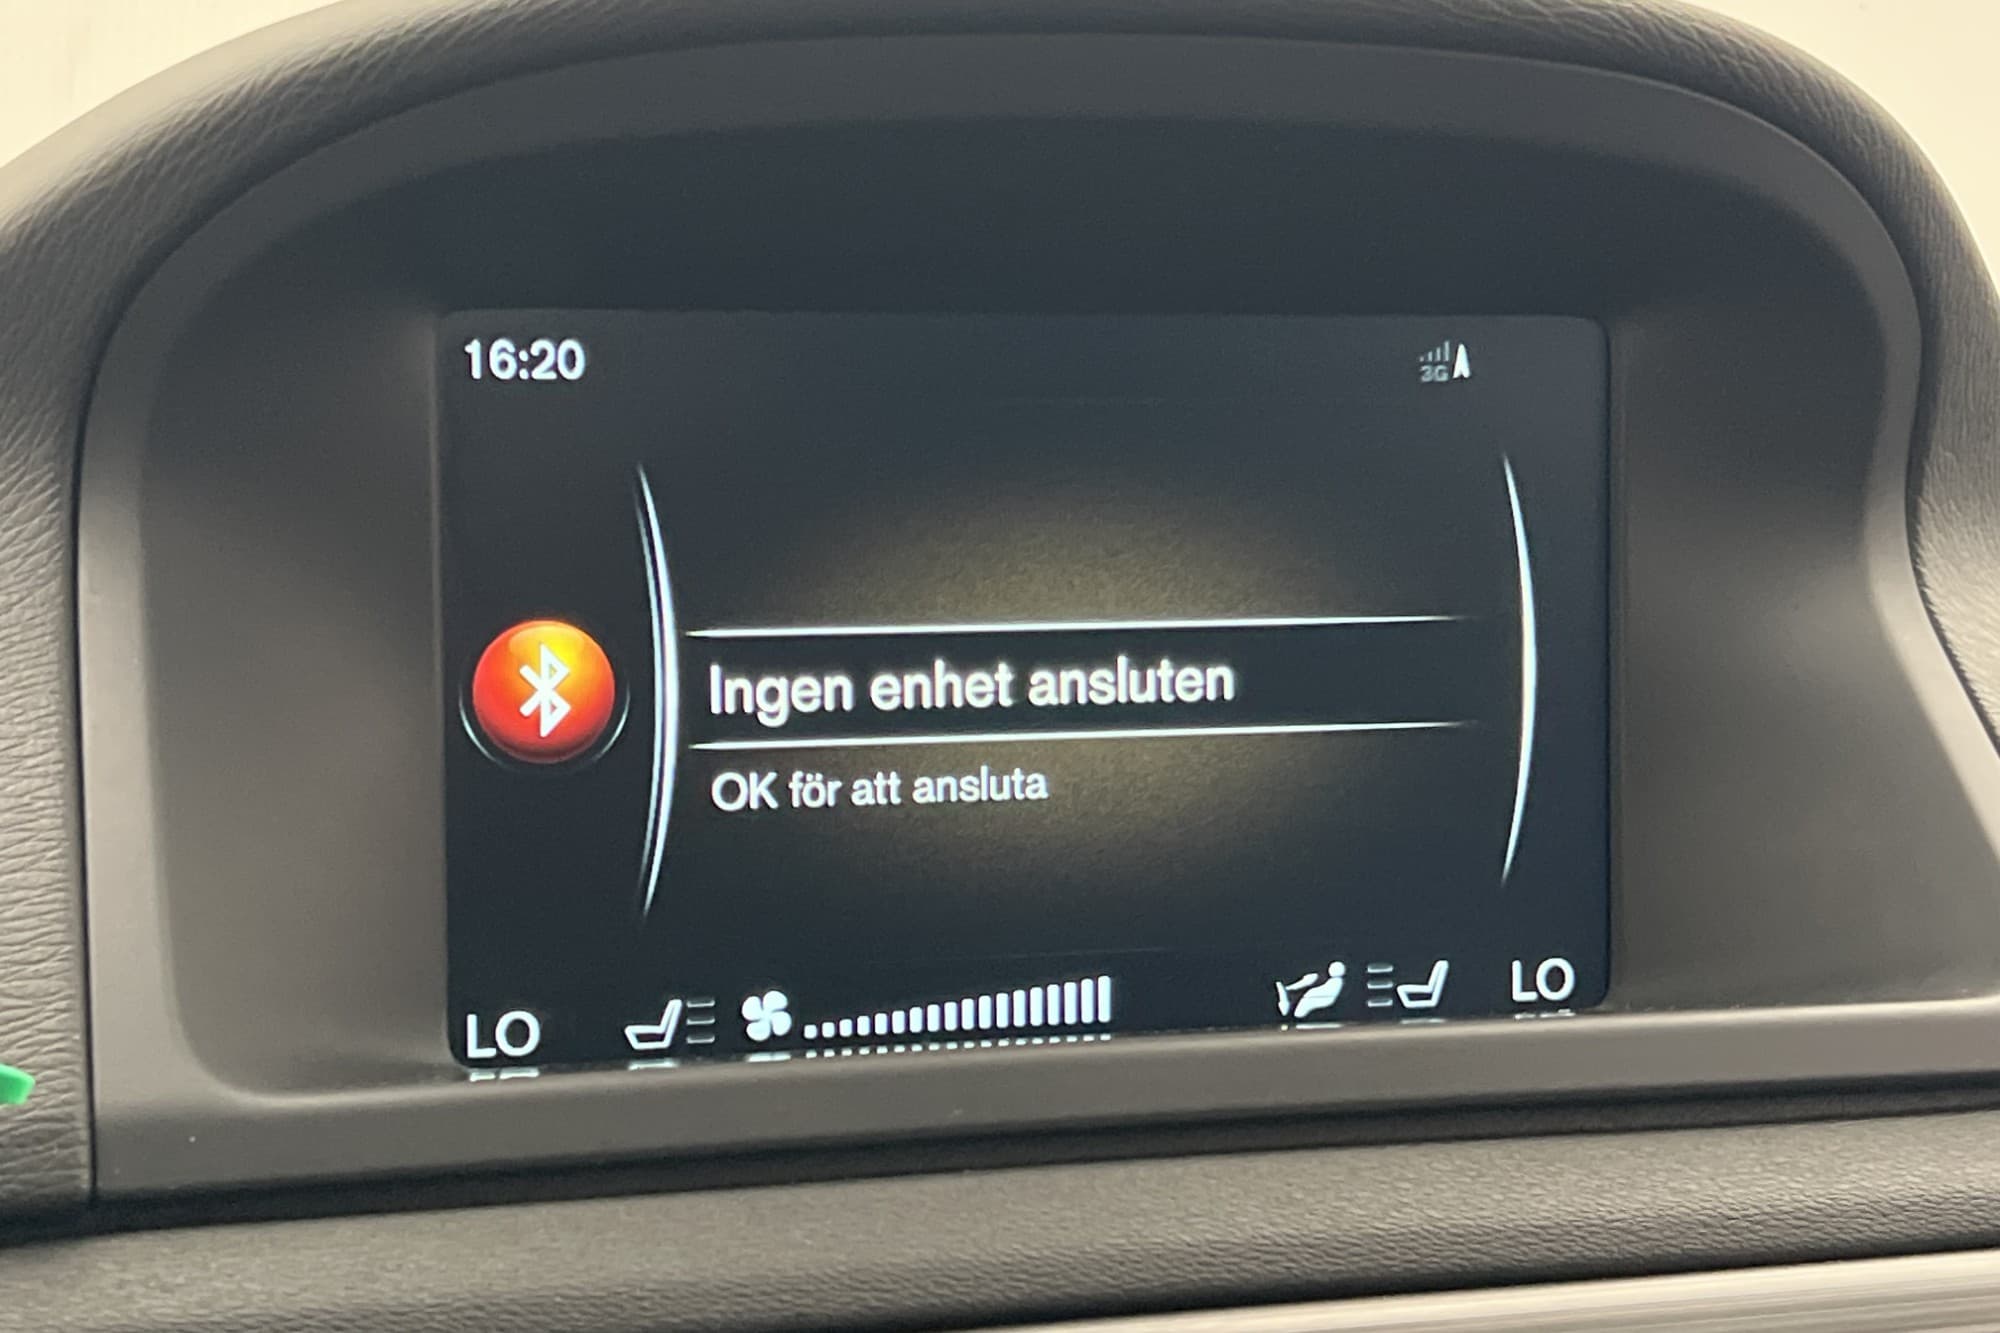 16:20
3G
Ingen enhet ansluten
OK för att ansluta
LO
LO